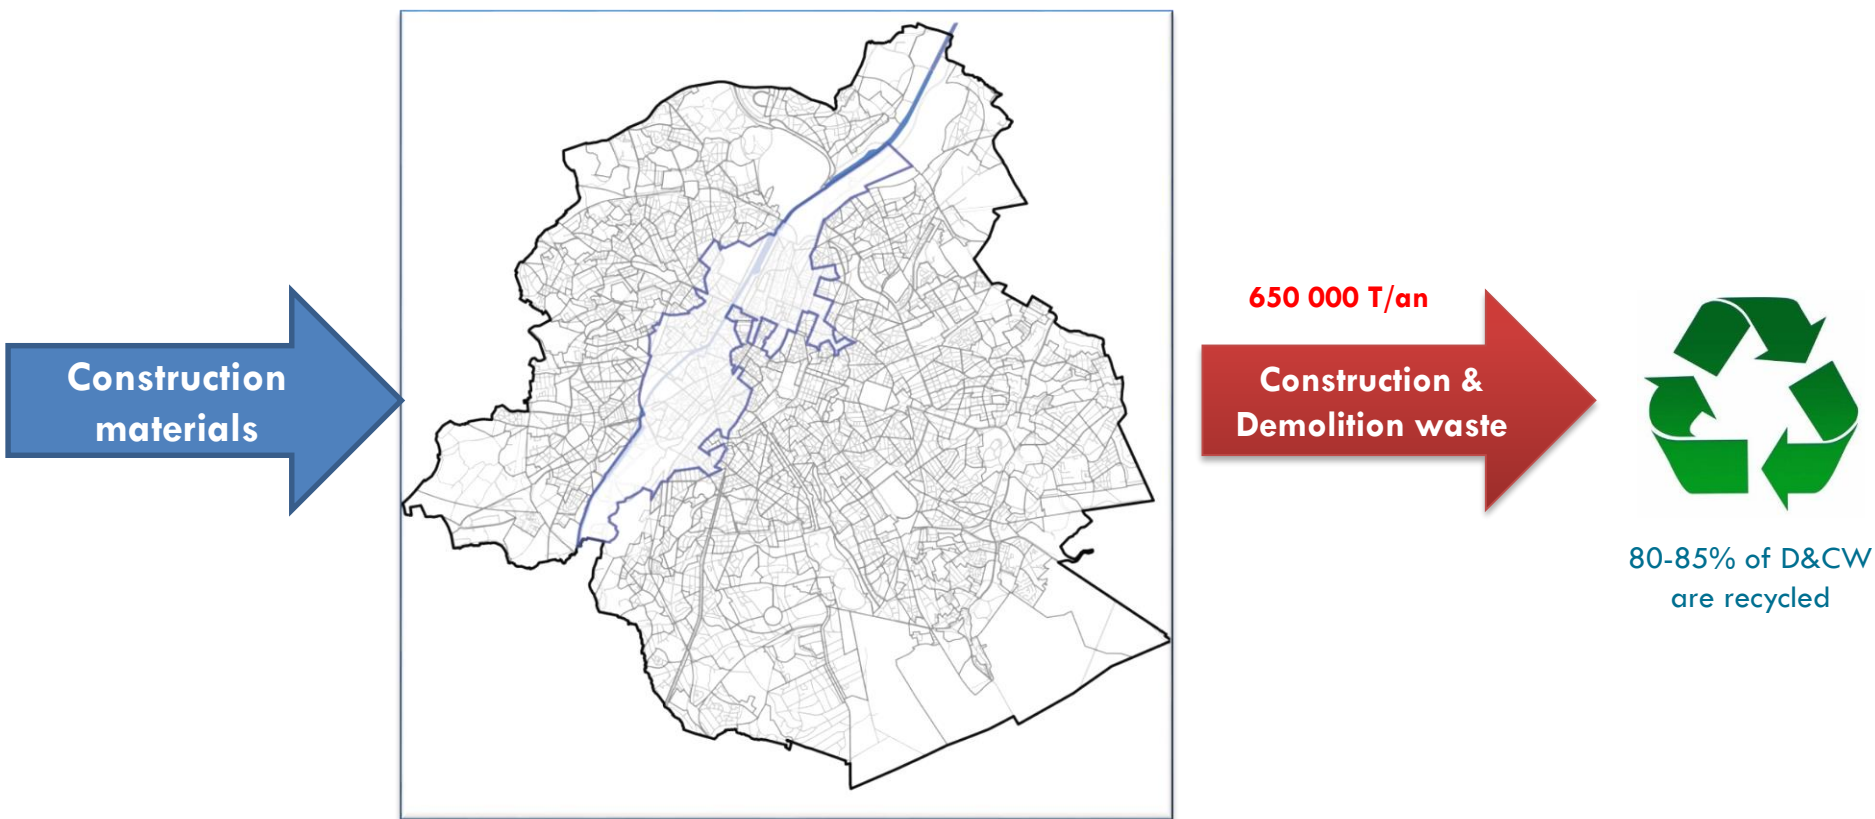 Construction
materials
650 000 T/an
Construction &
Demolition waste
80-85% of D&CW
are recycled